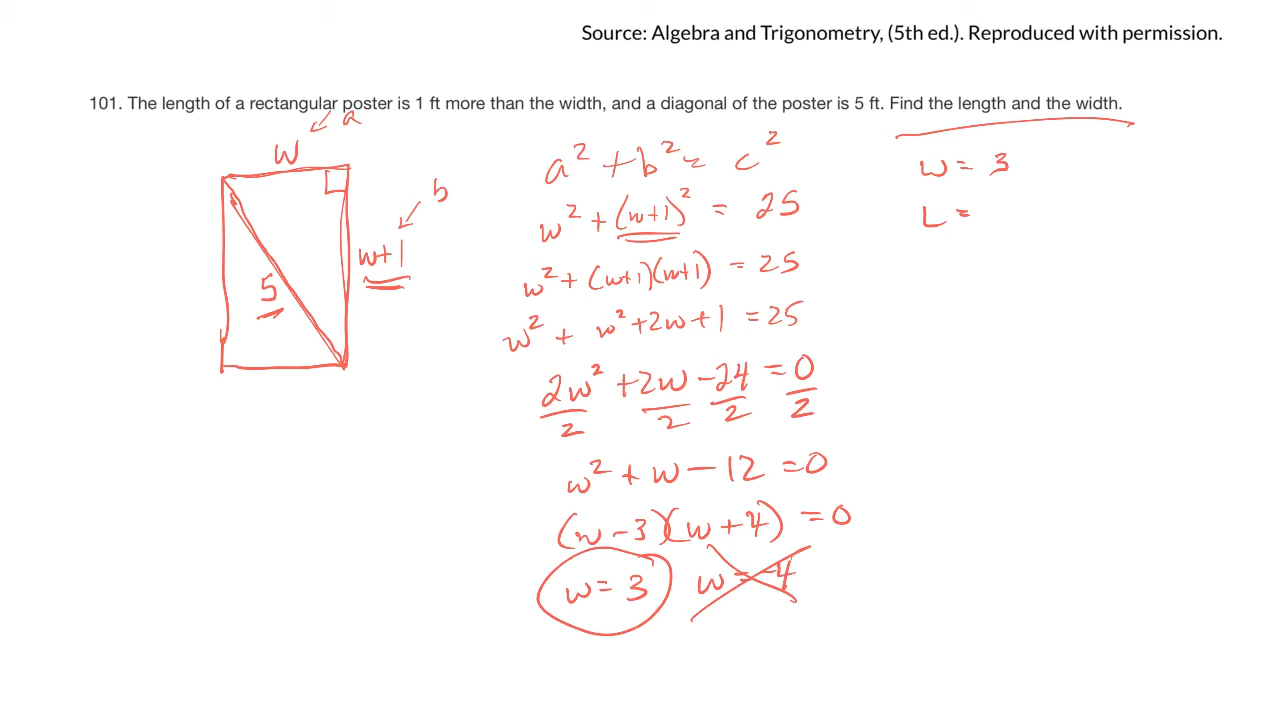 Source: Algebra and Trigonometry, (5th ed.). Reproduced with permission.
101. The length of a rectangular poster is 1 ft more than the width, and a diagonal of the poster is 5 ft. Find the length and the width.
a
w
b
w+1
5
a² + b² = c²
w² + (w+1)² = 25
w² + (w+1)(w+1) = 25
w² + w² + 2w + 1 = 25
2w²/2 + 2w/2 - 24/2 = 0/2
w² + w - 12 = 0
(w - 3)(w + 4) = 0
w = 3 w = -4
w = 3
L =